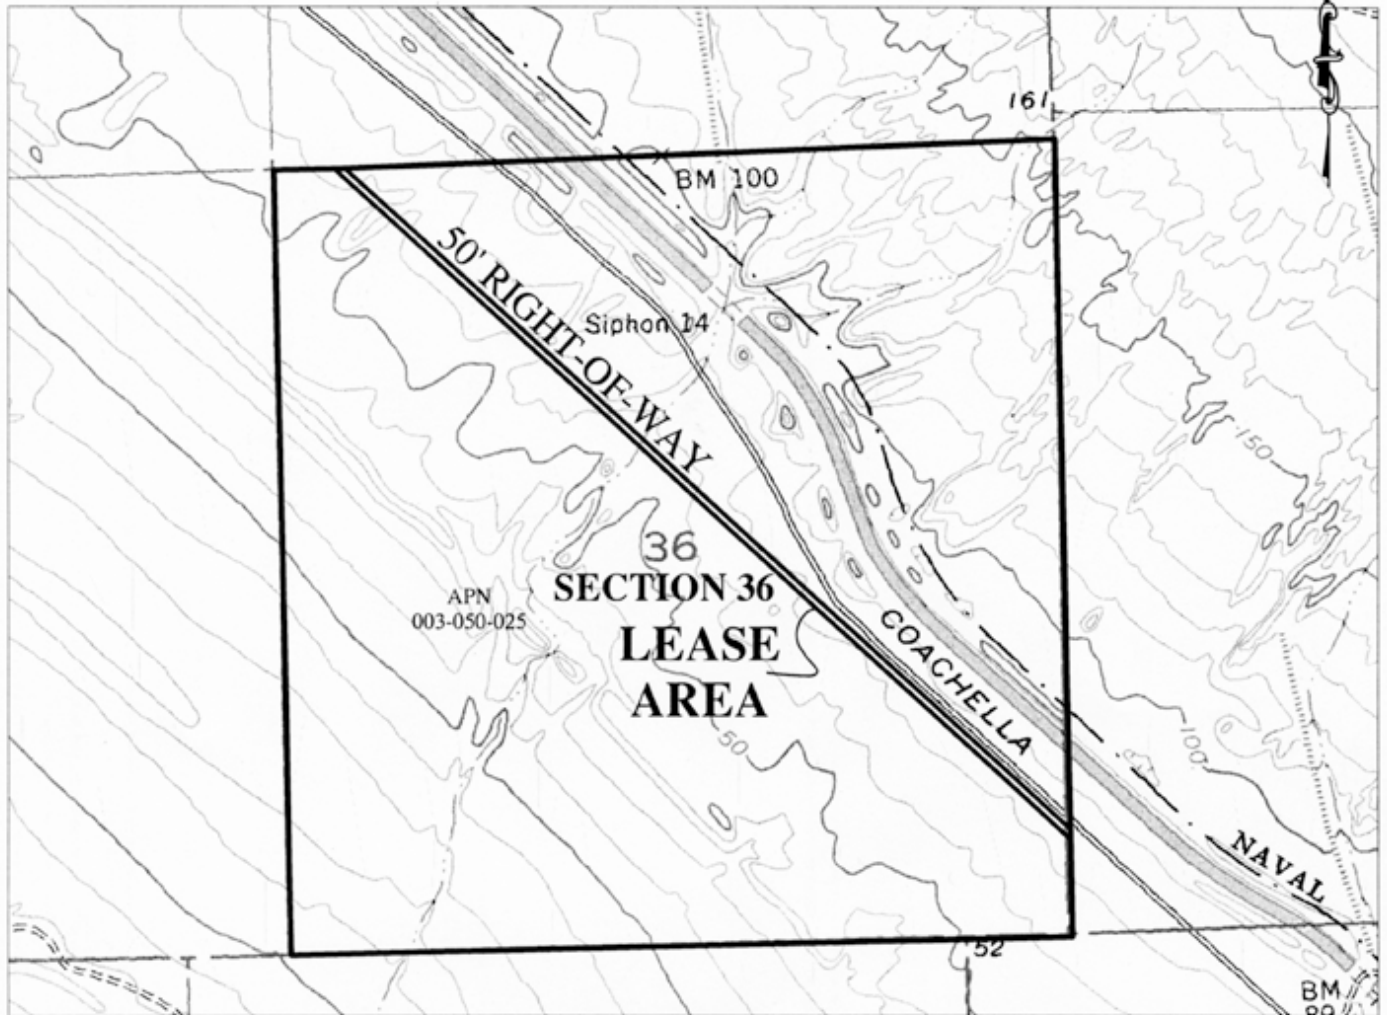 161
BM 100
50' RIGHT-OF-WAY
Siphon 14
150
36
SECTION 36
APN
003-050-025
LEASE
AREA
COACHELLA
50
100
NAVAL
52
BM
89